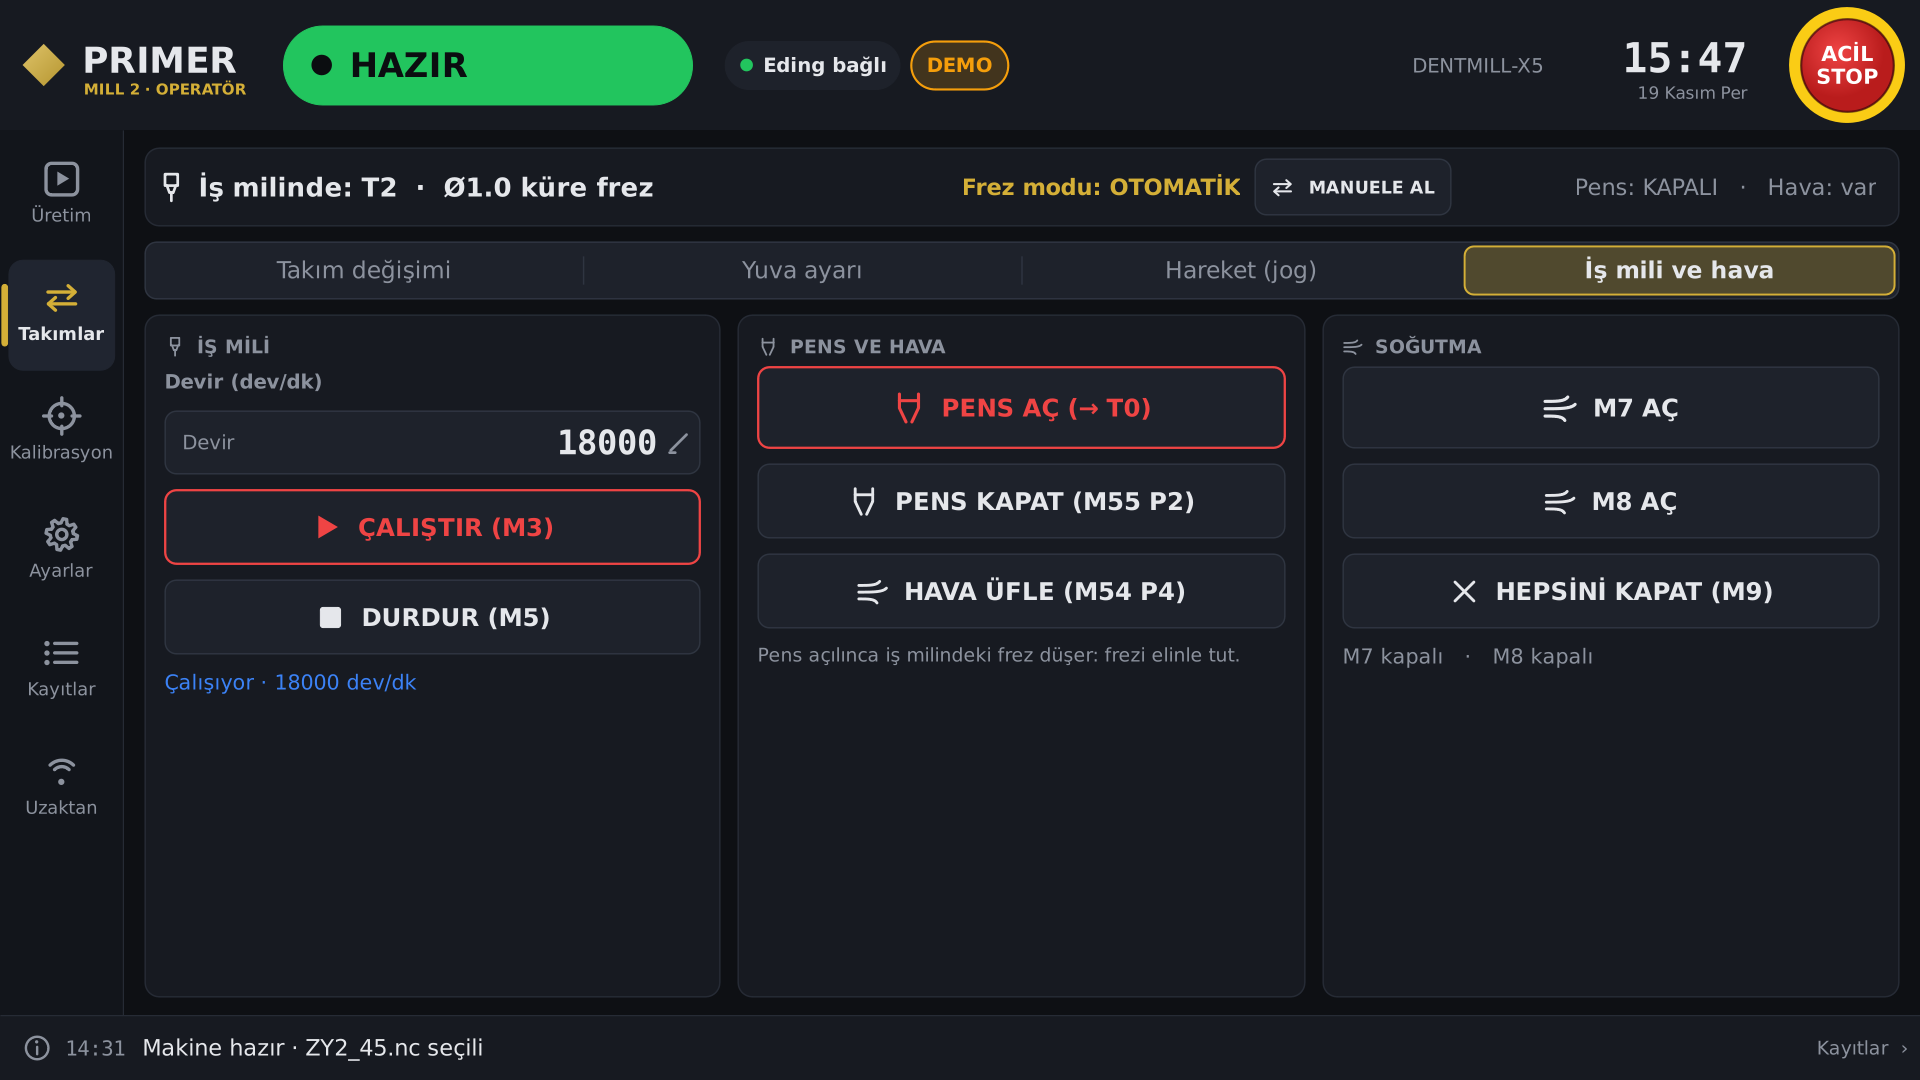 PRIMER
MILL 2 · OPERATÖR
HAZIR
Eding bağlı
DEMO
DENTMILL-X5
15:47
19 Kasım Per
ACİL
STOP
Üretim
Takımlar
Kalibrasyon
Ayarlar
Kayıtlar
Uzaktan
İş milinde: T2 · Ø1.0 küre frez
Frez modu: OTOMATİK
MANUELE AL
Pens: KAPALI · Hava: var
Takım değişimi
Yuva ayarı
Hareket (jog)
İş mili ve hava
İŞ MİLİ
Devir (dev/dk)
Devir
18000
ÇALIŞTIR (M3)
DURDUR (M5)
Çalışıyor · 18000 dev/dk
PENS VE HAVA
PENS AÇ (→ T0)
PENS KAPAT (M55 P2)
HAVA ÜFLE (M54 P4)
Pens açılınca iş milindeki frez düşer: frezi elinle tut.
SOĞUTMA
M7 AÇ
M8 AÇ
HEPSİNİ KAPAT (M9)
M7 kapalı · M8 kapalı
14:31 Makine hazır · ZY2_45.nc seçili
Kayıtlar ›